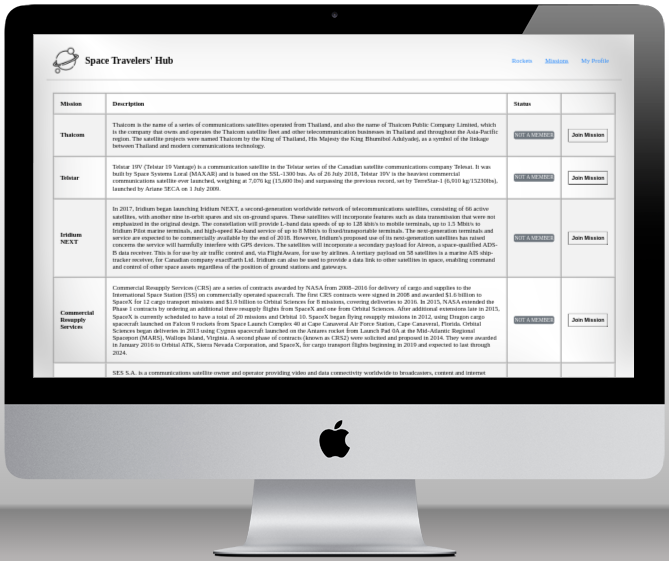 Space Travelers' Hub
Rockets Missions My Profile
Mission Description Status
Thaicom
Thaicom is the name of a series of communications satellites operated from Thailand, and also the name of Thaicom Public Company Limited, which
is the company that owns and operates the Thaicom satellite fleet and other telecommunication businesses in Thailand and throughout the Asia-Pacific
region. The satellite projects were named Thaicom by the King of Thailand, His Majesty the King Bhumibol Adulyadej, as a symbol of the linkage
between Thailand and modern communications technology.
NOT A MEMBER
Join Mission
Telstar
Telstar 19V (Telstar 19 Vantage) is a communication satellite in the Telstar series of the Canadian satellite communications company Telesat. It was
built by Space Systems Loral (MAXAR) and is based on the SSL-1300 bus. As of 26 July 2018, Telstar 19V is the heaviest commercial
communications satellite ever launched, weighing at 7,076 kg (15,600 lbs) and surpassing the previous record, set by TerreStar-1 (6,910 kg/15230lbs),
launched by Ariane 5ECA on 1 July 2009.
NOT A MEMBER
Join Mission
Iridium
NEXT
In 2017, Iridium began launching Iridium NEXT, a second-generation worldwide network of telecommunications satellites, consisting of 66 active
satellites, with another nine in-orbit spares and six on-ground spares. These satellites will incorporate features such as data transmission that were not
emphasized in the original design. The constellation will provide L-band data speeds of up to 128 kbit/s to mobile terminals, up to 1.5 Mbit/s to
Iridium Pilot marine terminals, and high-speed Ka-band service of up to 8 Mbit/s to fixed/transportable terminals. The next-generation terminals and
service are expected to be commercially available by the end of 2018. However, Iridium's proposed use of its next-generation satellites has raised
concerns the service will harmfully interfere with GPS devices. The satellites will incorporate a secondary payload for Aireon, a space-qualified ADS-
B data receiver. This is for use by air traffic control and, via FlightAware, for use by airlines. A tertiary payload on 58 satellites is a marine AIS ship-
tracker receiver, for Canadian company exactEarth Ltd. Iridium can also be used to provide a data link to other satellites in space, enabling command
and control of other space assets regardless of the position of ground stations and gateways.
NOT A MEMBER
Join Mission
Commercial
Resupply
Services
Commercial Resupply Services (CRS) are a series of contracts awarded by NASA from 2008–2016 for delivery of cargo and supplies to the
International Space Station (ISS) on commercially operated spacecraft. The first CRS contracts were signed in 2008 and awarded $1.6 billion to
SpaceX for 12 cargo transport missions and $1.9 billion to Orbital Sciences for 8 missions, covering deliveries to 2016. In 2015, NASA extended the
Phase 1 contracts by ordering an additional three resupply flights from SpaceX and one from Orbital Sciences. After additional extensions late in 2015,
SpaceX is currently scheduled to have a total of 20 missions and Orbital 10. SpaceX began flying resupply missions in 2012, using Dragon cargo
spacecraft launched on Falcon 9 rockets from Space Launch Complex 40 at Cape Canaveral Air Force Station, Cape Canaveral, Florida. Orbital
Sciences began deliveries in 2013 using Cygnus spacecraft launched on the Antares rocket from Launch Pad 0A at the Mid-Atlantic Regional
Spaceport (MARS), Wallops Island, Virginia. A second phase of contracts (known as CRS2) were solicited and proposed in 2014. They were awarded
in January 2016 to Orbital ATK, Sierra Nevada Corporation, and SpaceX, for cargo transport flights beginning in 2019 and expected to last through
2024.
NOT A MEMBER
Join Mission
SES S.A. is a communications satellite owner and operator providing video and data connectivity worldwide to broadcasters, content and internet